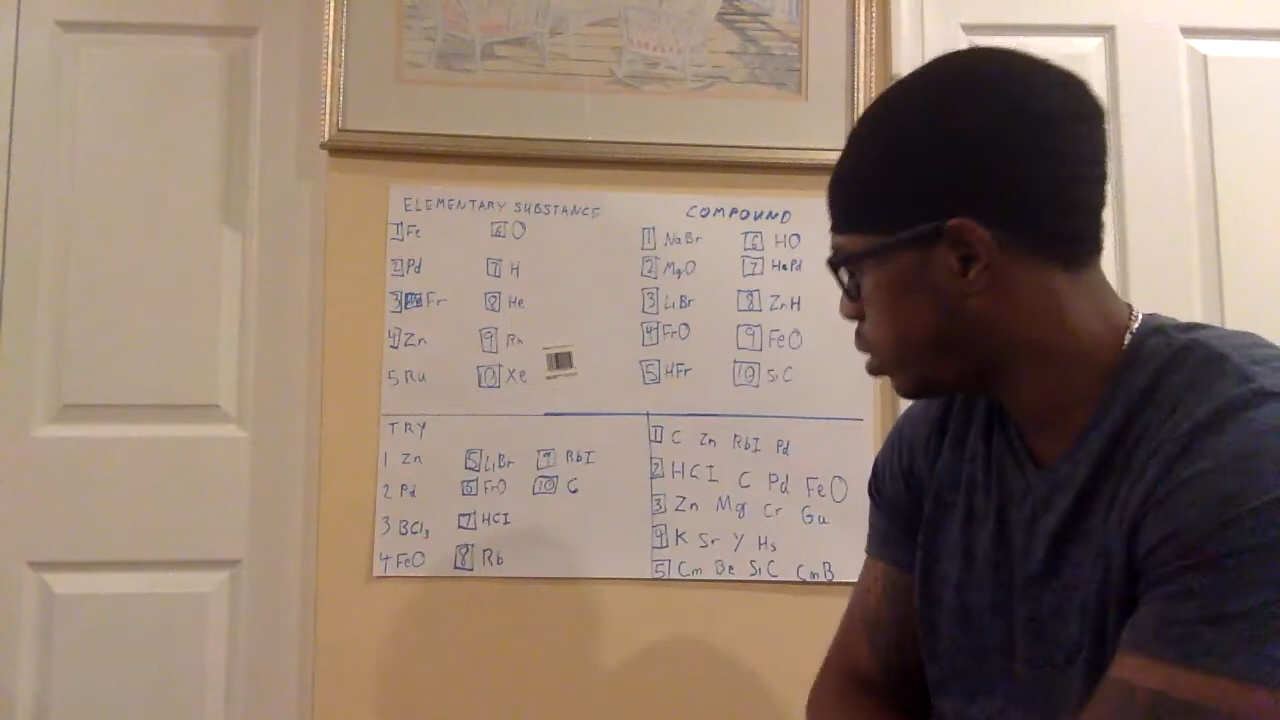 ELEMENTARY SUBSTANCE
1 Fe 6 O
2 Pd 7 H
3 Fr 8 He
4 Zn 9 Rn
5 Ru 10 Xe
COMPOUND
1 NaBr 6 HO
2 MgO 7 HePd
3 LiBr 8 ZnH
4 FrO 9 FeO
5 HFr 10 SiC
TRY
1 Zn 5 LiBr 9 RbI
2 Pd 6 FrO 10 C
3 BCl3 7 HCI
4 FeO 8 Rb
1 C Zn RbI Pd
2 HCI C Pd FeO
3 Zn Mg Cr Ga
4 K Sr Y Hs
5 Cm Be SiC CmB